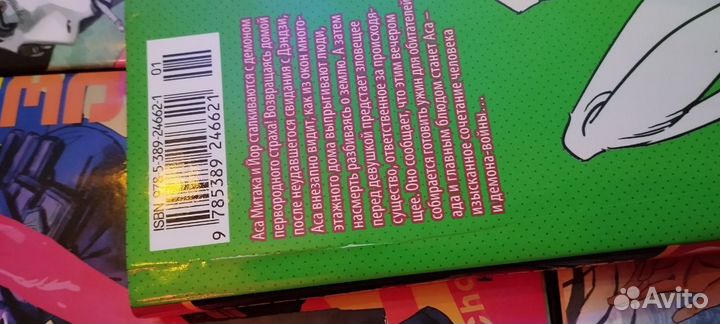 Аса Митака и Йор сталкиваются с демоном
первородного страха! Возвращаясь домой
после неудавшегося свидания с Дэндзи,
Аса внезапно видит, как из окон много-
этажного дома выпрыгивают люди,
насмерть разбиваясь о землю. А затем
перед девушкой предстает зловещее
существо, ответственное за происходя-
щее. Оно сообщает, что этим вечером
собирается готовить ужин для обитателей
ада и главным блюдом станет Аса –
изысканное сочетание человека
и демона-войны...
ISBN 978-5-389-24662-1
01
9 785389 246621
Cha
Avito